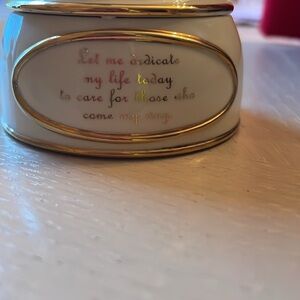 Let me dedicate
my life today
to care for those who
come my way.